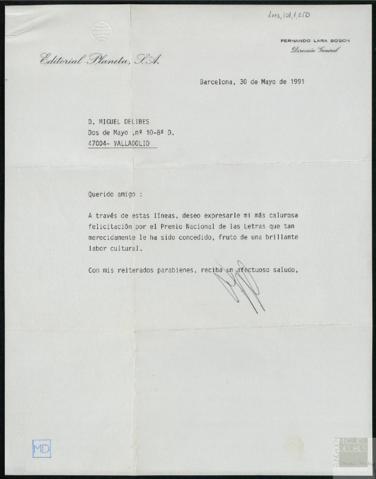 FERNANDO LARA BOSCH
Dirección General
Editorial Planeta, S.A.
Barcelona, 30 de Mayo de 1991
D. MIGUEL DELIBES
Dos de Mayo ,nº 10-8º D.
47004- VALLADOLID
Querido amigo :
A través de estas líneas, deseo expresarle mi más calurosa
felicitación por el Premio Nacional de las Letras que tan
merecidamente le ha sido concedido, fruto de una brillante
labor cultural.
Con mis reiterados parabienes, reciba un afectuoso saludo,
MD